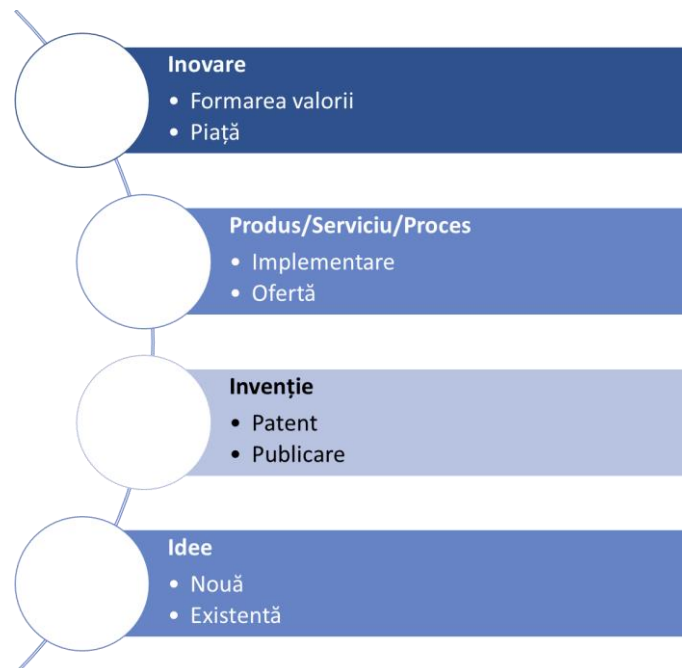 Inovare
• Formarea valorii
• Piață
Produs/Serviciu/Proces
• Implementare
• Ofertă
Invenție
• Patent
• Publicare
Idee
• Nouă
• Existentă